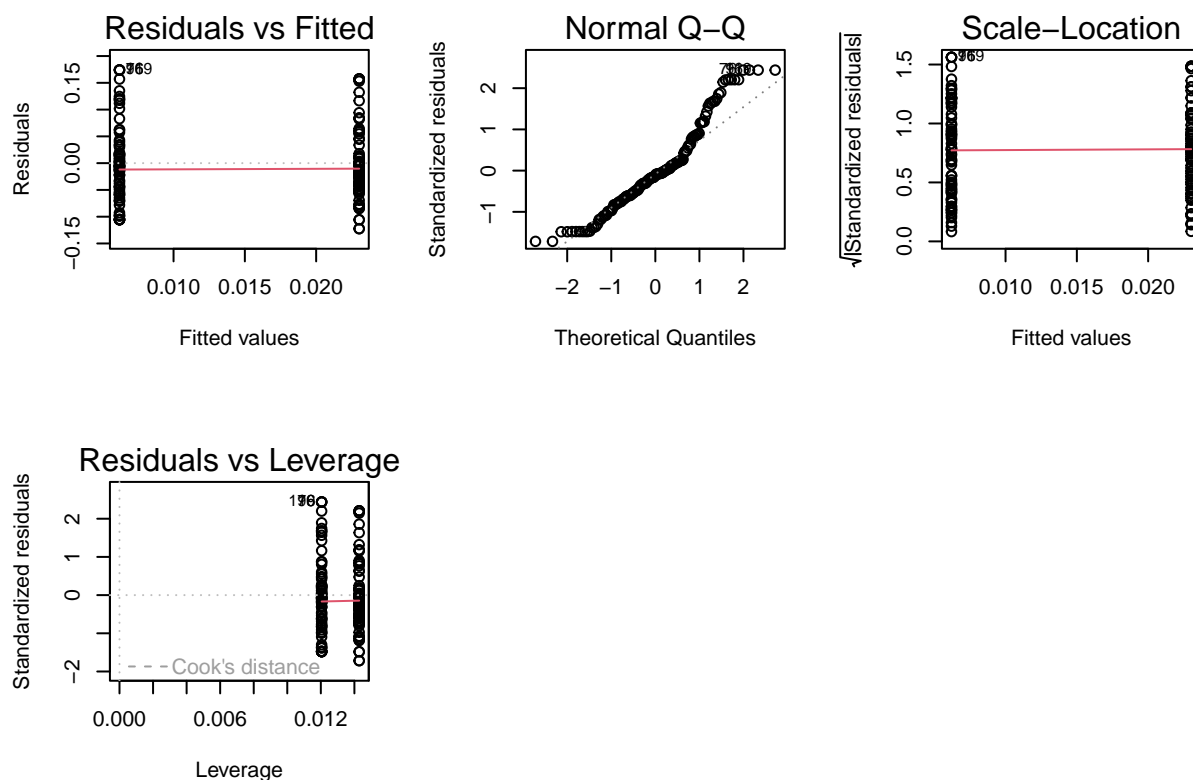 Residuals vs Fitted
Residuals
0.15
0.00
−0.15
0.010
0.015
0.020
Fitted values
Normal Q−Q
Standardized residuals
2
1
0
−1
−2
−1
0
1
2
Theoretical Quantiles
Scale−Location
√|Standardized residuals|
1.5
1.0
0.5
0.0
0.010
0.015
0.020
Fitted values
Residuals vs Leverage
Standardized residuals
2
1
0
−2
Cook's distance
0.000
0.006
0.012
Leverage